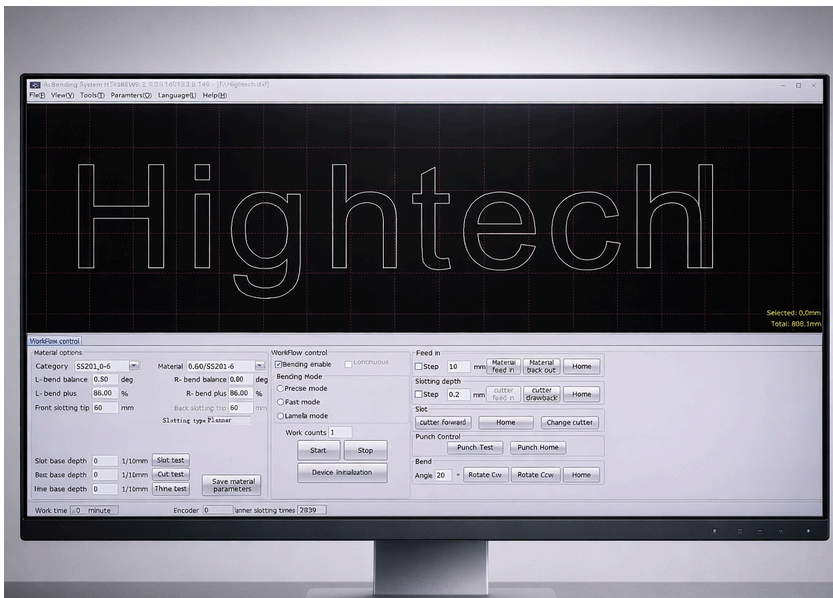 File(F) View(V) Tools(T) Paramters(O) Language(L) Help(H)
Hightech
Selected: 0.0mm
Total: 808.1mm
WorkFlow control
Material options
Category SS201_0-6 Material 0.60/SS201-6
L- bend balance 0.50 deg R- bend balance 0.00 deg
L- bend plus 86.00 % R- bend plus 86.00 %
Front slotting tip 60 mm Back slotting tip 60 mm
Slotting type Planner
Slot base depth 0 1/10mm Slot test
base depth 0 1/10mm Cut test
base depth 0 1/10mm Thine test
Save material parameters
WorkFlow control
Bending enable Continuous
Bending Mode
Precise mode
Fast mode
Lamela mode
Work counts 1
Start Stop
Device Initialization
Feed in
Step 10 mm Material feed in Material back out Home
Slotting depth
Step 0.2 mm cutter feed in cutter drawback Home
Slot
cutter forward Home Change cutter
Punch Control
Punch Test Punch Home
Bend
Angle 20 ° Rotate Cw Rotate Ccw Home
Work time 0 minute Encoder 0 anner slotting times 2839